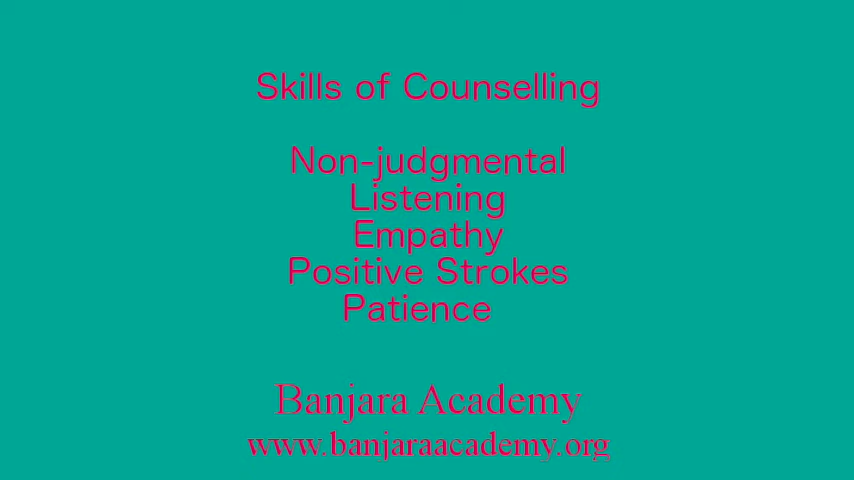 Skills of Counselling
Non-judgmental
Listening
Empathy
Positive Strokes
Patience
Banjara Academy
www.banjaraacademy.org